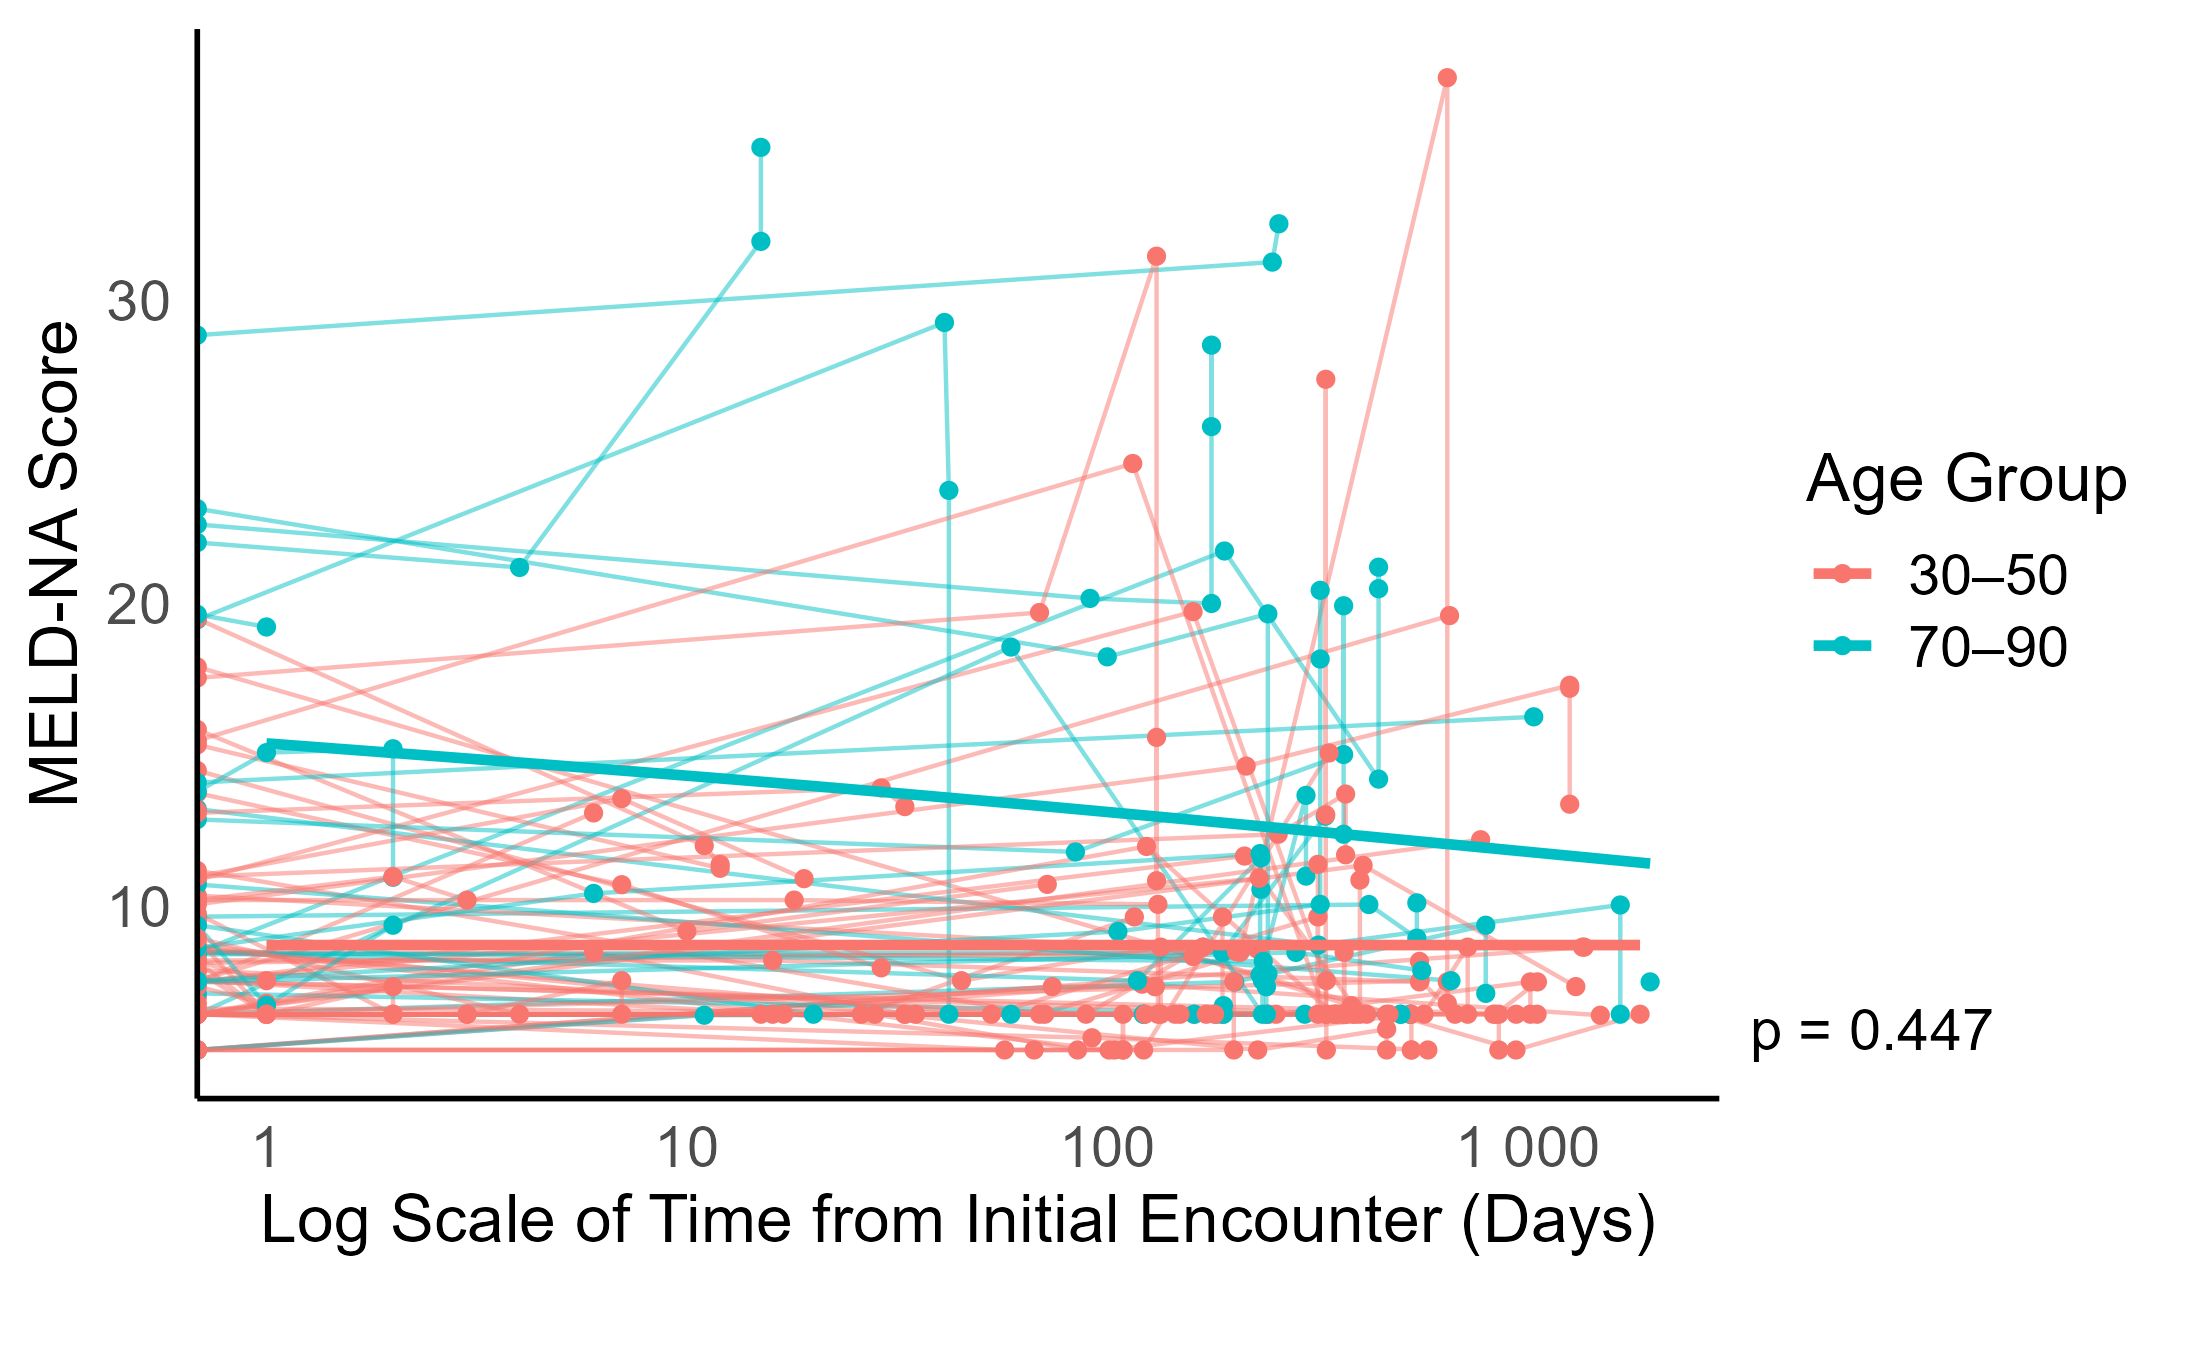 MELD-NA Score
30
20
10
1
10
100
1 000
Log Scale of Time from Initial Encounter (Days)
Age Group
30–50
70–90
p = 0.447